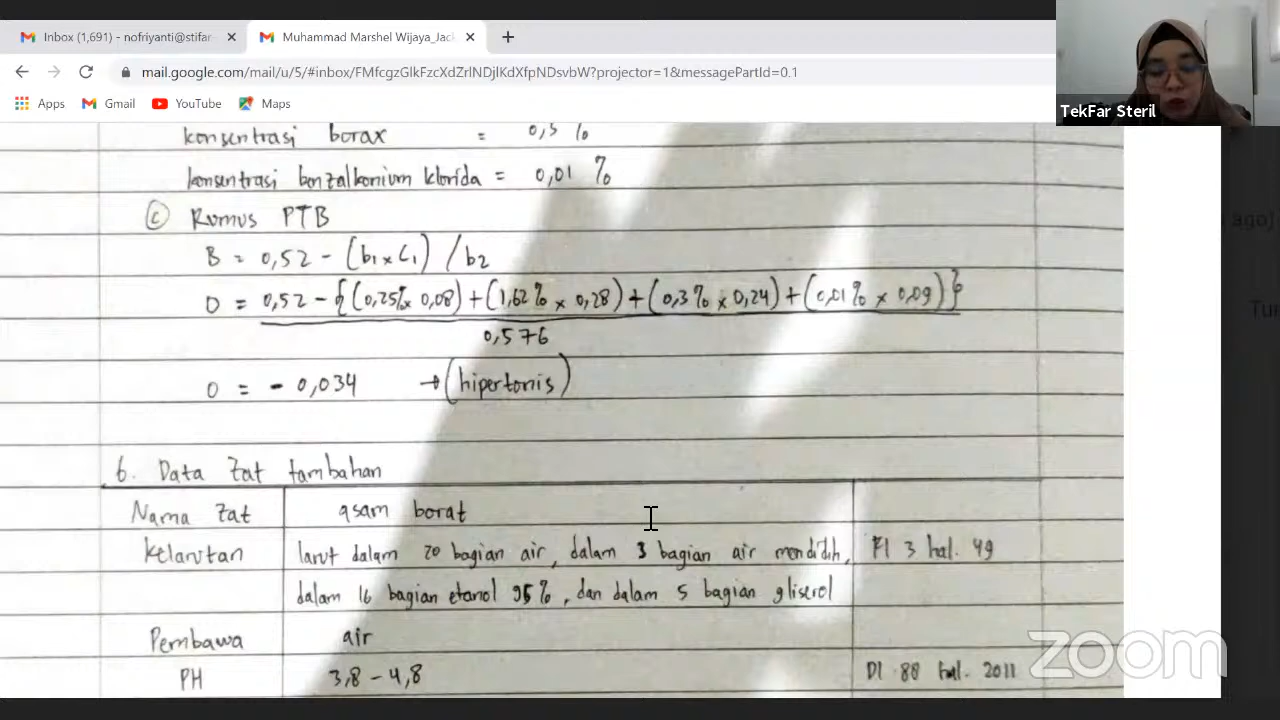 Inbox (1,691) - nofriyanti@stifar-
Muhammad Marshel Wijaya_Jack
mail.google.com/mail/u/5/#inbox/FMfcgzGlkFzcXdZrlNDjlKdXfpNDsvbW?projector=1&messagePartId=0.1
Apps Gmail YouTube Maps
TekFar Steril
konsentrasi borax = 0,3 %
konsentrasi benzalkonium klorida = 0,01 %
(c) Rumus PTB
B = 0,52 - (b1 x C1) / b2
0 = 0,52 - {(0,25% x 0,08) + (1,62% x 0,28) + (0,3% x 0,24) + (0,01% x 0,09)}
0,576
0 = - 0,034 → (hipertonis)
6. Data Zat tambahan
Nama Zat asam borat
Kelarutan larut dalam 20 bagian air, dalam 3 bagian air mendidih, FI 3 hal. 49
dalam 16 bagian etanol 95%, dan dalam 5 bagian gliserol
Pembawa air
PH 3,8 - 4,8 DI 88 hal. 2011
ago)
zoom